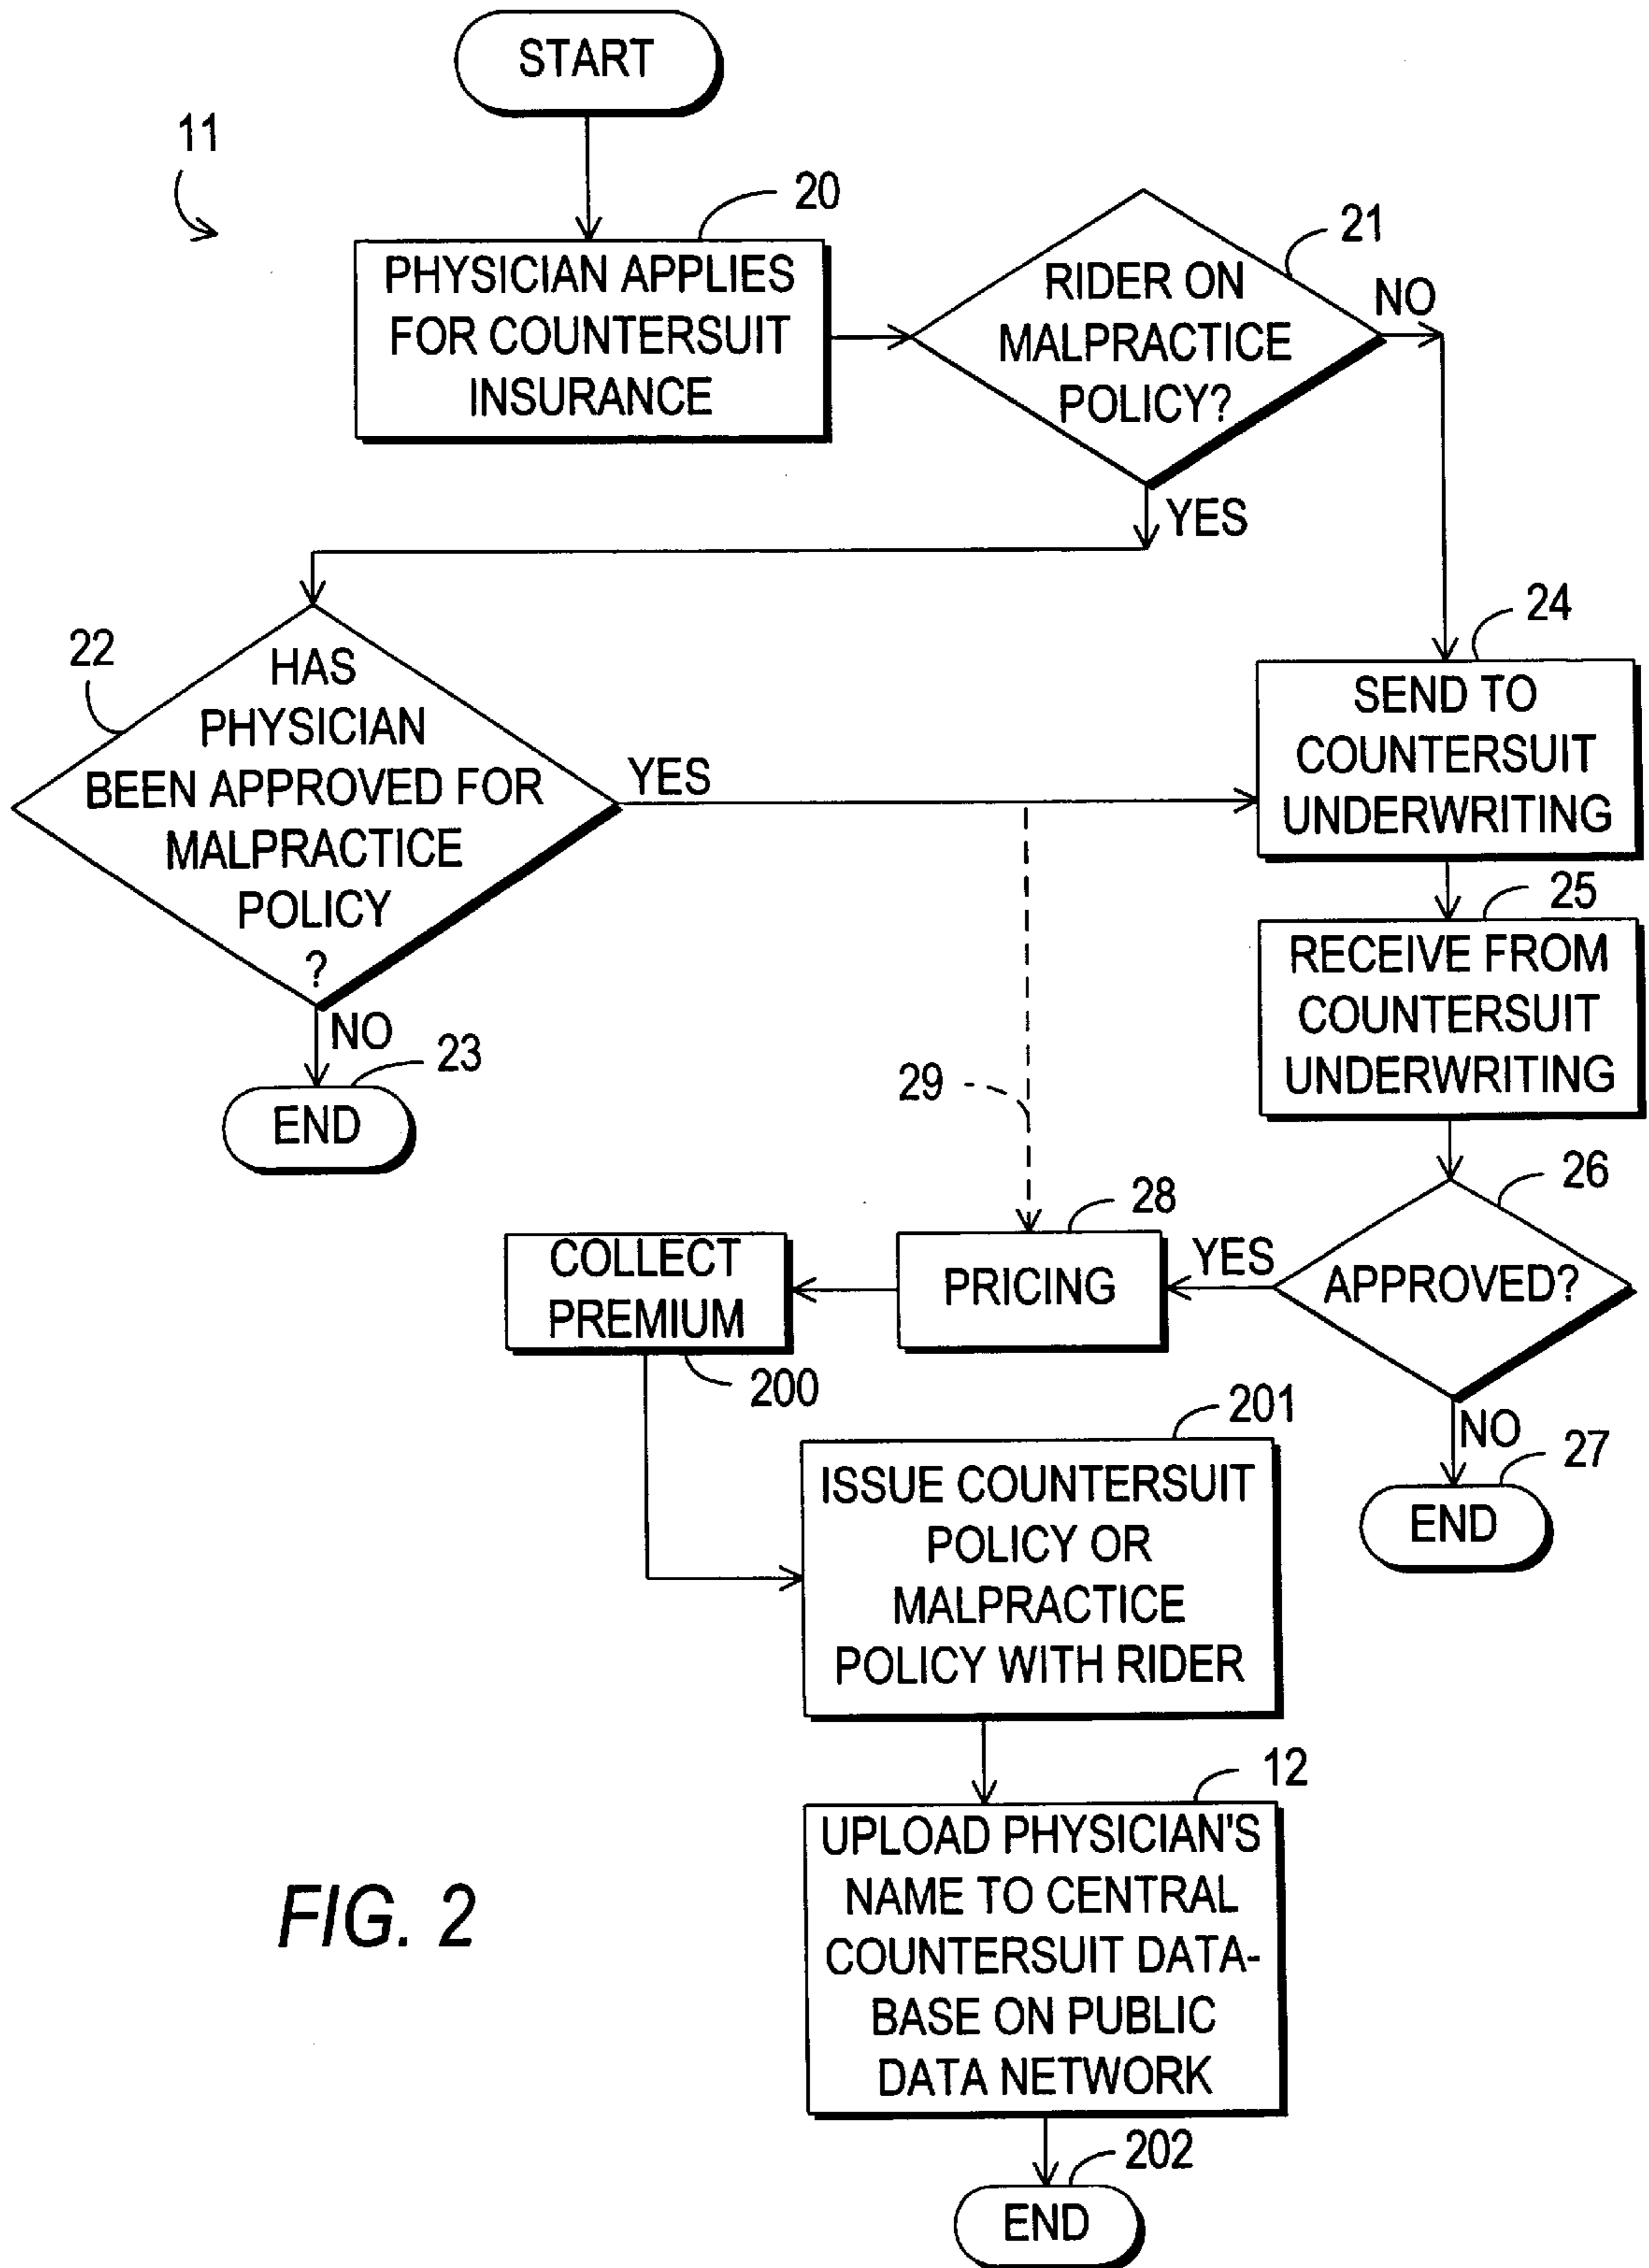 START
11
20
PHYSICIAN APPLIES
FOR COUNTERSUIT
INSURANCE
21
RIDER ON
MALPRACTICE
POLICY?
NO
YES
22
HAS
PHYSICIAN
BEEN APPROVED FOR
MALPRACTICE
POLICY
?
YES
NO
23
END
24
SEND TO
COUNTERSUIT
UNDERWRITING
25
RECEIVE FROM
COUNTERSUIT
UNDERWRITING
29
26
APPROVED?
YES
NO
27
END
28
PRICING
COLLECT
PREMIUM
200
201
ISSUE COUNTERSUIT
POLICY OR
MALPRACTICE
POLICY WITH RIDER
12
UPLOAD PHYSICIAN'S
NAME TO CENTRAL
COUNTERSUIT DATA-
BASE ON PUBLIC
DATA NETWORK
202
END
FIG. 2